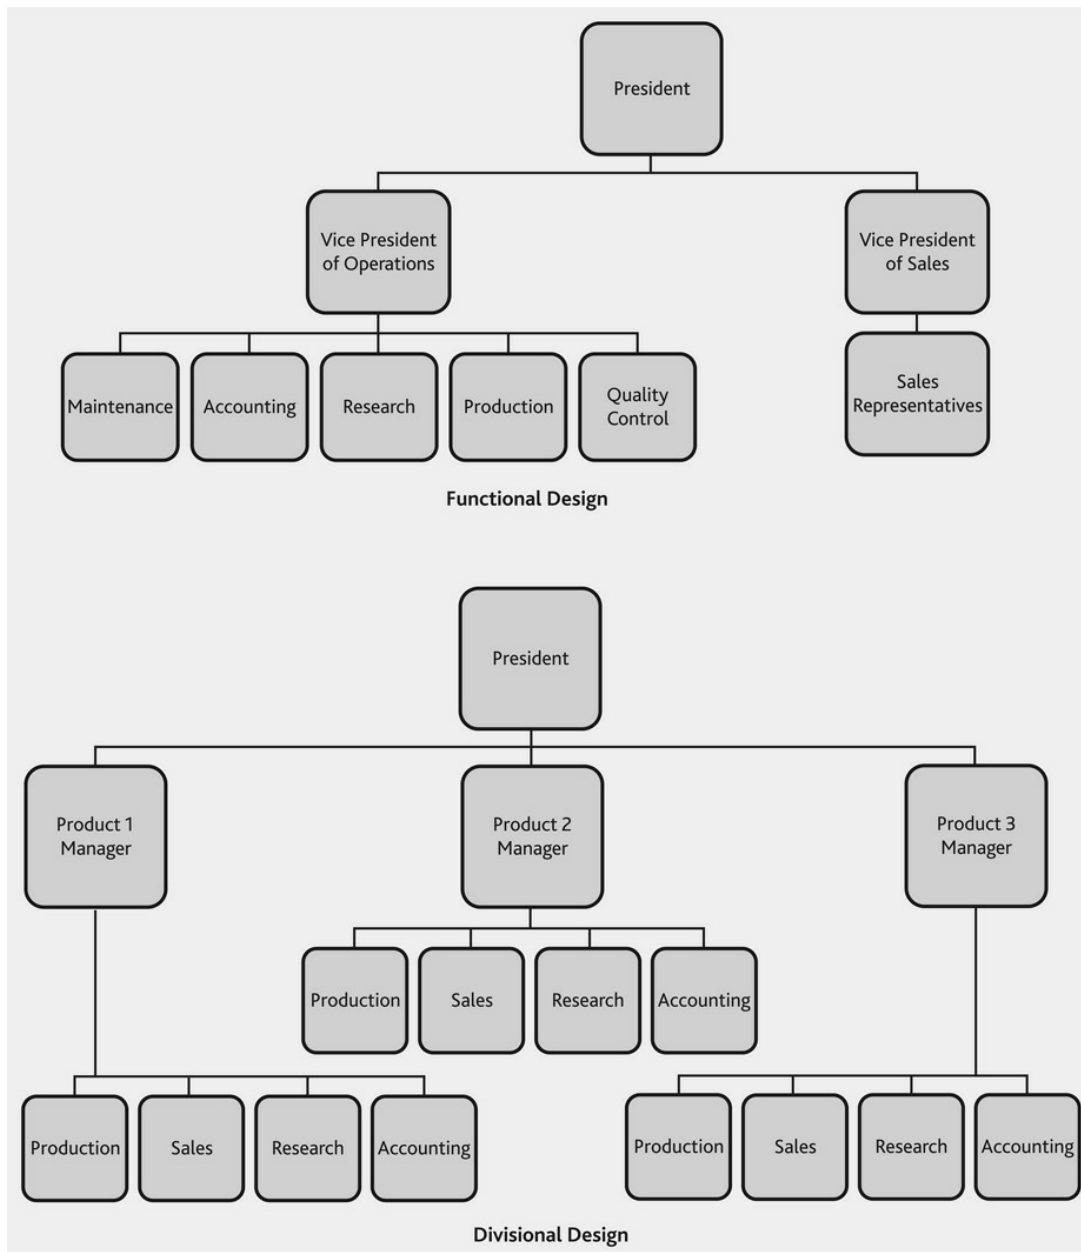 President
Vice President
of Operations
Vice President
of Sales
Maintenance
Accounting
Research
Production
Quality
Control
Sales
Representatives
Functional Design
President
Product 1
Manager
Product 2
Manager
Product 3
Manager
Production
Sales
Research
Accounting
Production
Sales
Research
Accounting
Production
Sales
Research
Accounting
Divisional Design